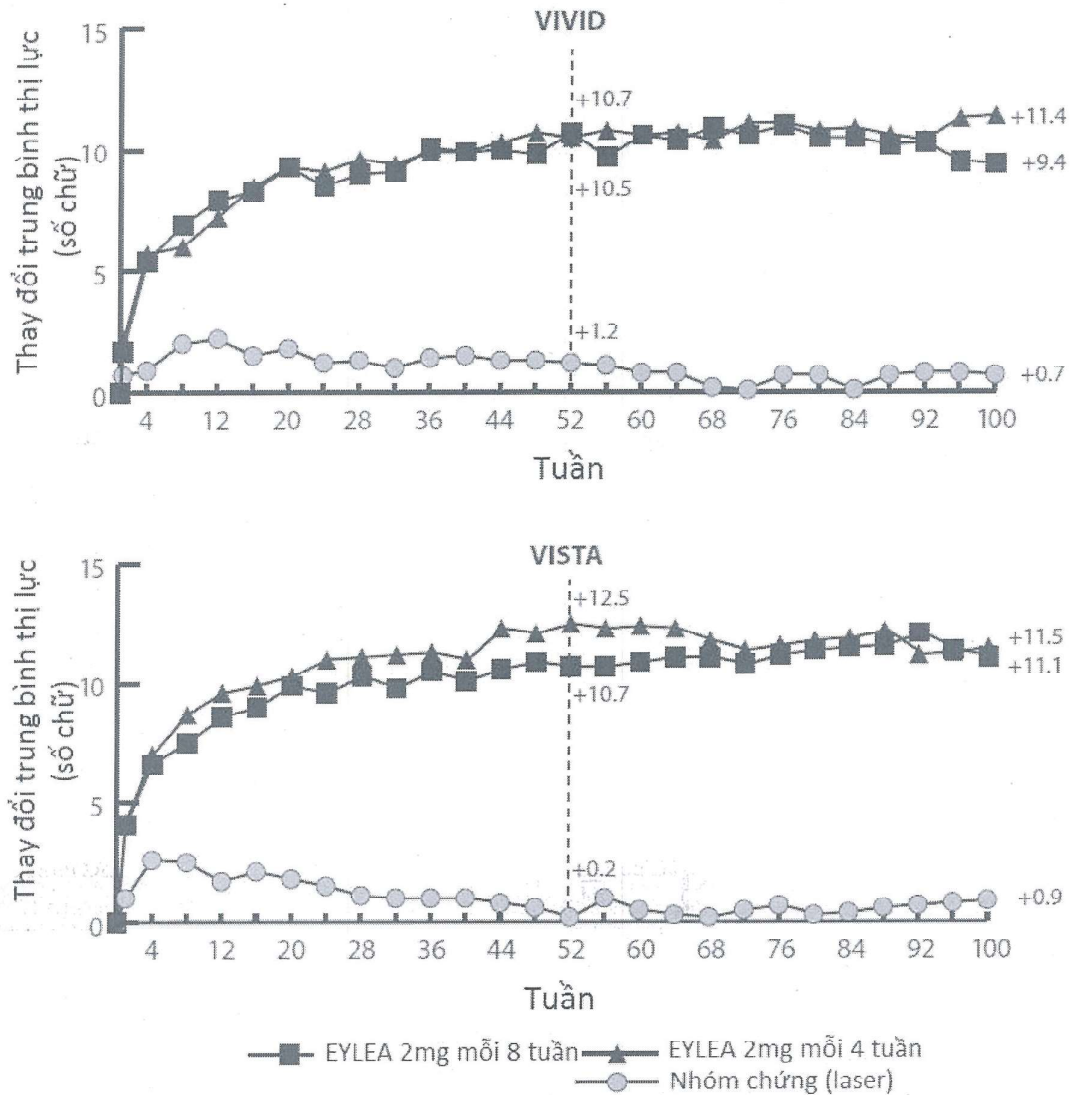 VIVID
Thay đổi trung bình thị lực
(số chữ)
15
10
5
0
+10.7
+10.5
+1.2
+11.4
+9.4
+0.7
4 12 20 28 36 44 52 60 68 76 84 92 100
Tuần
VISTA
Thay đổi trung bình thị lực
(số chữ)
15
10
5
0
+12.5
+10.7
+0.2
+11.5
+11.1
+0.9
4 12 20 28 36 44 52 60 68 76 84 92 100
Tuần
EYLEA 2mg mỗi 8 tuần EYLEA 2mg mỗi 4 tuần
Nhóm chứng (laser)